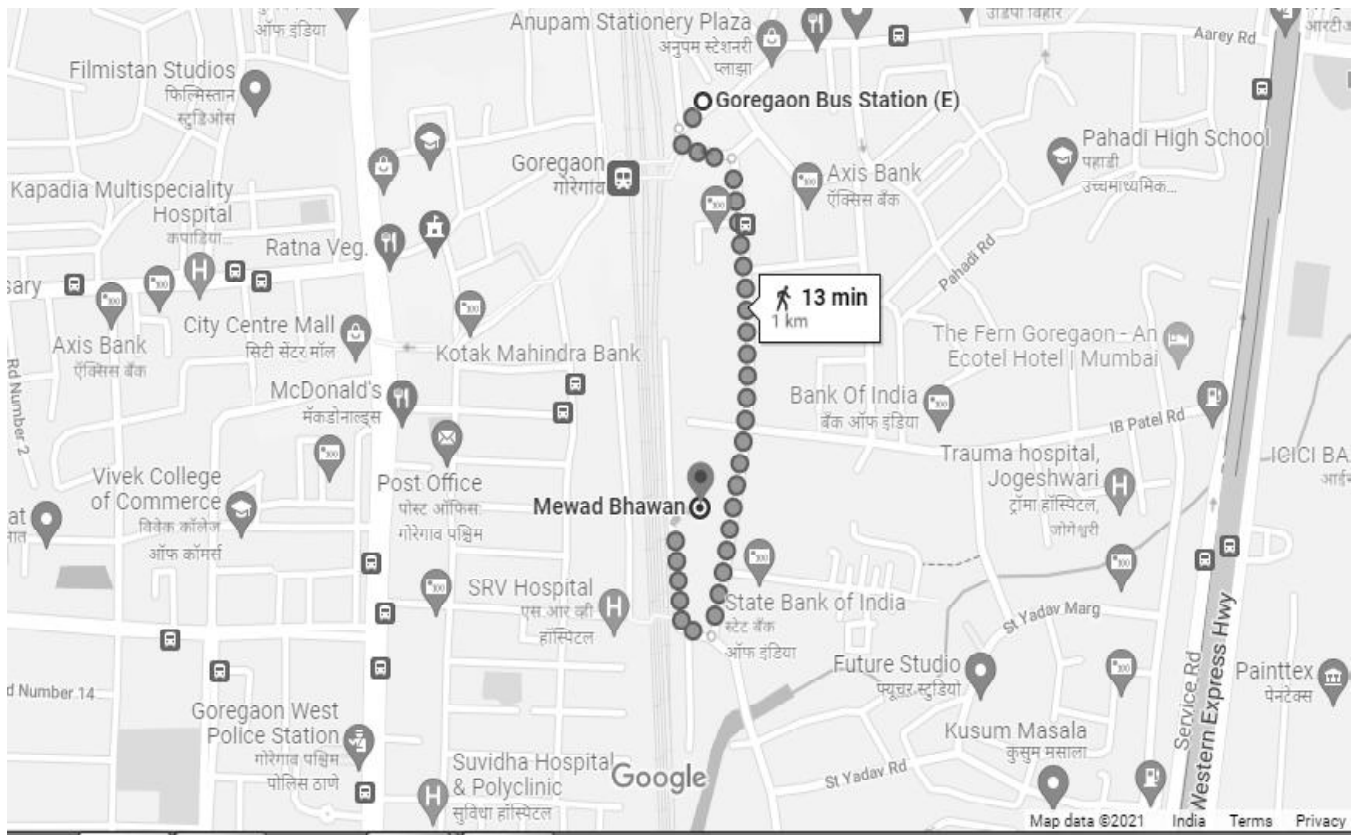 ऑफ इंडिया
Anupam Stationery Plaza
अनुपम स्टेशनरी
प्लाझा
उडिपी विहार
Aarey Rd
Filmistan Studios
फिल्मिस्तान
स्टुडिओस
Goregaon Bus Station (E)
Goregaon
गोरेगांव
Axis Bank
ऍक्सिस बँक
Pahadi High School
पहाडी
उच्चमाध्यमिक...
Kapadia Multispeciality
Hospital
कपाडिया...
Ratna Veg.
Pahadi Rd
13 min
1 km
City Centre Mall
सिटी सेंटर मॉल
Axis Bank
ऍक्सिस बँक
Kotak Mahindra Bank
The Fern Goregaon - An
Ecotel Hotel | Mumbai
Rd Number 2
McDonald's
मॅकडोनाल्ड्स
Bank Of India
बँक ऑफ इंडिया
IB Patel Rd
Vivek College
of Commerce
विवेक कॉलेज
ऑफ कॉमर्स
Post Office
पोस्ट ऑफिस
गोरेगाव पश्चिम
Mewad Bhawan
Trauma hospital,
Jogeshwari
ट्रॉमा हॉस्पिटल,
जोगेश्वरी
ICICI BA
SRV Hospital
एस आर व्ही
हॉस्पिटल
State Bank of India
स्टेट बँक
ऑफ इंडिया
St Yadav Marg
Future Studio
फ्यूचर स्टुडियो
Service Rd
Western Express Hwy
Painttex
पेनटेक्स
d Number 14
Goregaon West
Police Station
गोरेगाव पश्चिम
पोलिस ठाणे
Kusum Masala
कुसुम मसाला
Suvidha Hospital
& Polyclinic
सुविधा हॉस्पिटल
Google
St Yadav Rd
Map data ©2021 India Terms Privacy